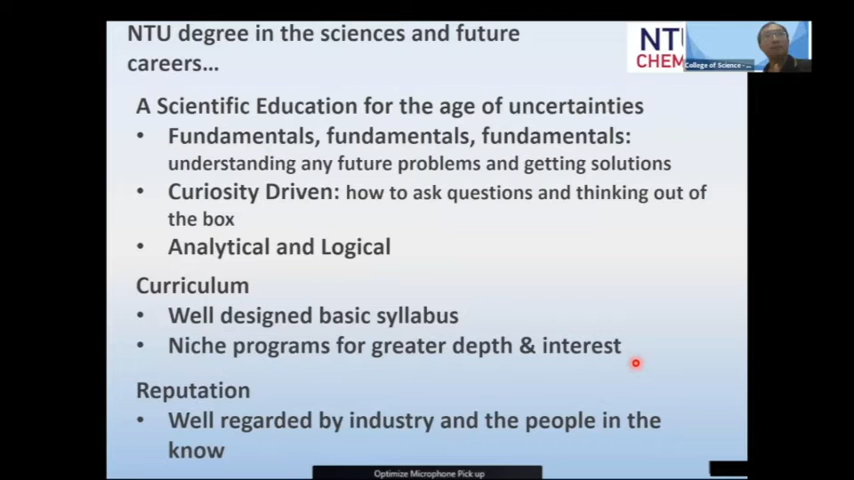 NTU degree in the sciences and future
careers...
NTU
CHEM
College of Science - ...
A Scientific Education for the age of uncertainties
• Fundamentals, fundamentals, fundamentals:
understanding any future problems and getting solutions
• Curiosity Driven: how to ask questions and thinking out of
the box
• Analytical and Logical
Curriculum
• Well designed basic syllabus
• Niche programs for greater depth & interest
Reputation
• Well regarded by industry and the people in the
know
Optimize Microphone Pick up